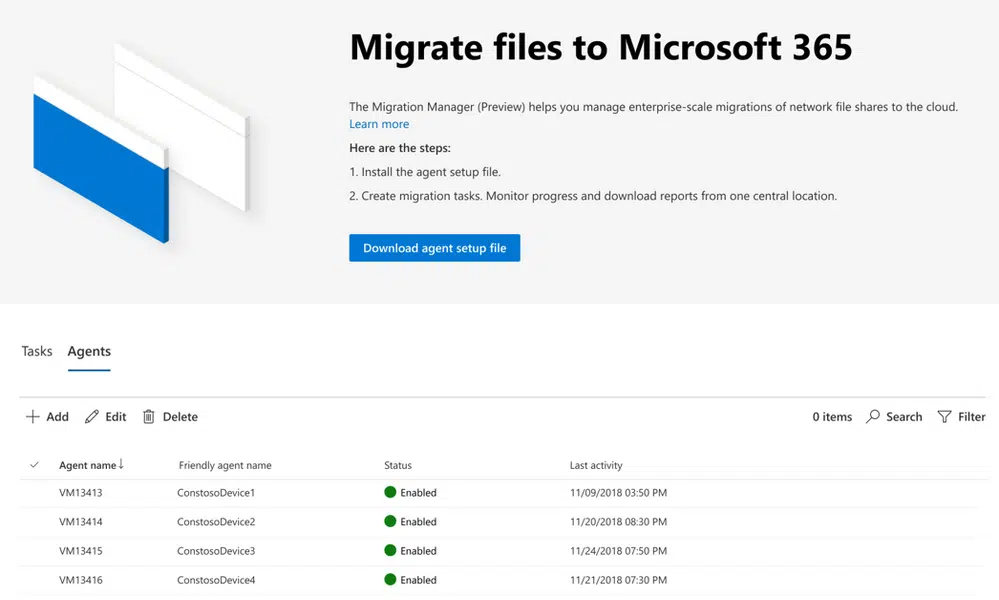 Migrate files to Microsoft 365
The Migration Manager (Preview) helps you manage enterprise-scale migrations of network file shares to the cloud.
Learn more
Here are the steps:
1. Install the agent setup file.
2. Create migration tasks. Monitor progress and download reports from one central location.
Download agent setup file
Tasks Agents
Add Edit Delete 0 items Search Filter
Agent name↓ Friendly agent name Status Last activity
VM13413 ConstosoDevice1 Enabled 11/09/2018 03:50 PM
VM13414 ConstosoDevice2 Enabled 11/20/2018 08:30 PM
VM13415 ConstosoDevice3 Enabled 11/24/2018 07:50 PM
VM13416 ConstosoDevice4 Enabled 11/21/2018 07:30 PM